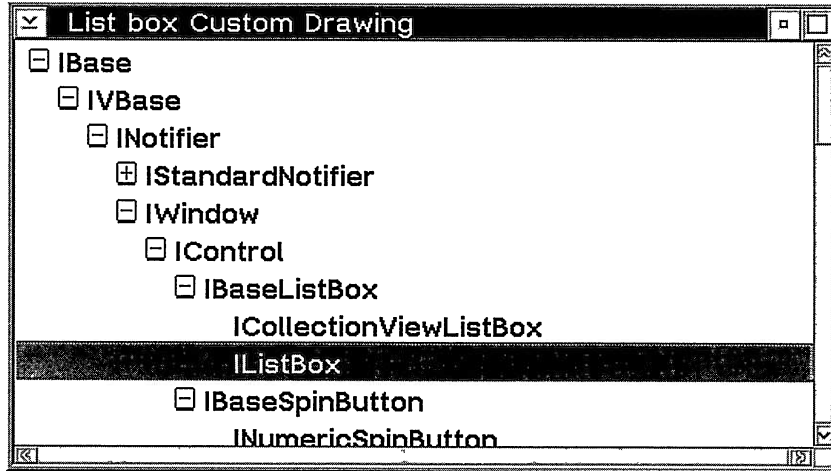 List box Custom Drawing
IBase
IVBase
INotifier
IStandardNotifier
IWindow
IControl
IBaseListBox
ICollectionViewListBox
IListBox
IBaseSpinButton
INumericSpinButton